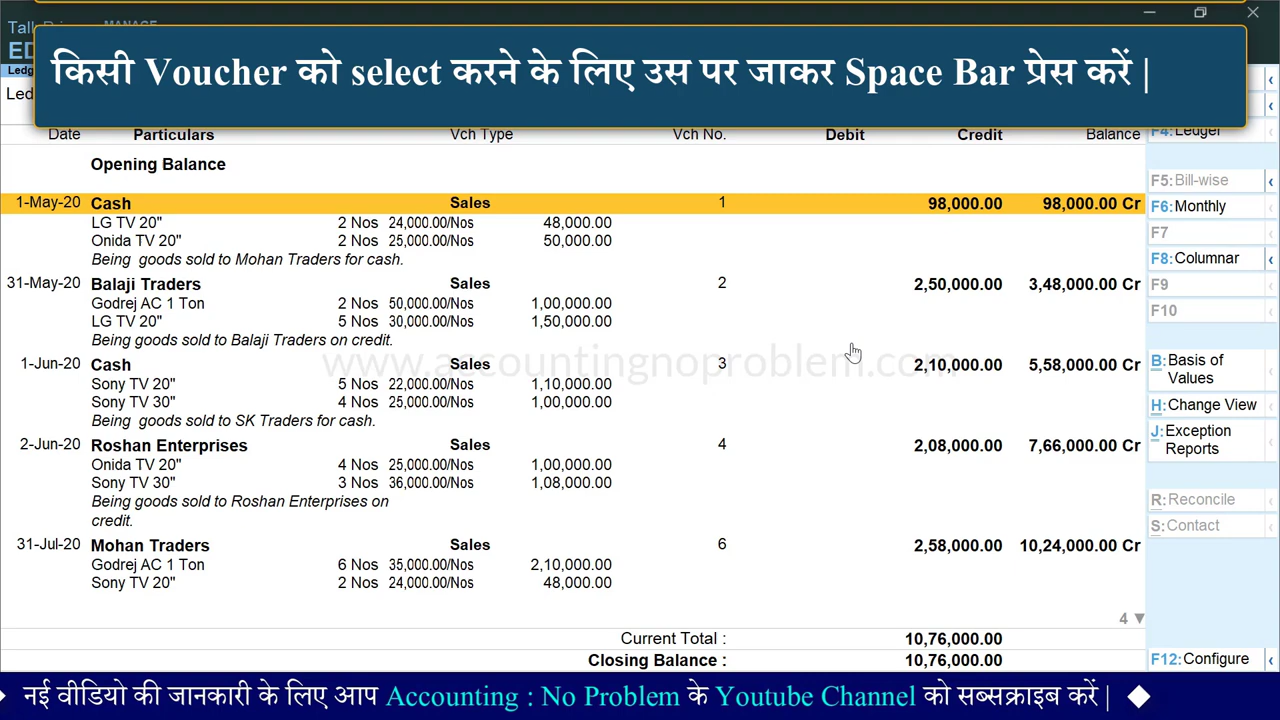 MANAGE
किसी Voucher को select करने के लिए उस पर जाकर Space Bar प्रेस करें |
Led
Date Particulars Vch Type Vch No. Debit Credit Balance
F4: Ledger
Opening Balance
F5: Bill-wise
1-May-20 Cash Sales 1 98,000.00 98,000.00 Cr
F6: Monthly
LG TV 20" 2 Nos 24,000.00/Nos 48,000.00
F7
Onida TV 20" 2 Nos 25,000.00/Nos 50,000.00
Being goods sold to Mohan Traders for cash.
F8: Columnar
31-May-20 Balaji Traders Sales 2 2,50,000.00 3,48,000.00 Cr
F9
Godrej AC 1 Ton 2 Nos 50,000.00/Nos 1,00,000.00
F10
LG TV 20" 5 Nos 30,000.00/Nos 1,50,000.00
Being goods sold to Balaji Traders on credit.
www.accountingnoproblem.com
1-Jun-20 Cash Sales 3 2,10,000.00 5,58,000.00 Cr
B: Basis of
Values
Sony TV 20" 5 Nos 22,000.00/Nos 1,10,000.00
Sony TV 30" 4 Nos 25,000.00/Nos 1,00,000.00
H: Change View
Being goods sold to SK Traders for cash.
J: Exception
Reports
2-Jun-20 Roshan Enterprises Sales 4 2,08,000.00 7,66,000.00 Cr
Onida TV 20" 4 Nos 25,000.00/Nos 1,00,000.00
Sony TV 30" 3 Nos 36,000.00/Nos 1,08,000.00
Being goods sold to Roshan Enterprises on
credit.
R: Reconcile
S: Contact
31-Jul-20 Mohan Traders Sales 6 2,58,000.00 10,24,000.00 Cr
Godrej AC 1 Ton 6 Nos 35,000.00/Nos 2,10,000.00
Sony TV 20" 2 Nos 24,000.00/Nos 48,000.00
4 ▼
Current Total : 10,76,000.00
Closing Balance : 10,76,000.00
F12: Configure
नई वीडियो की जानकारी के लिए आप Accounting : No Problem के Youtube Channel को सब्सक्राइब करें |